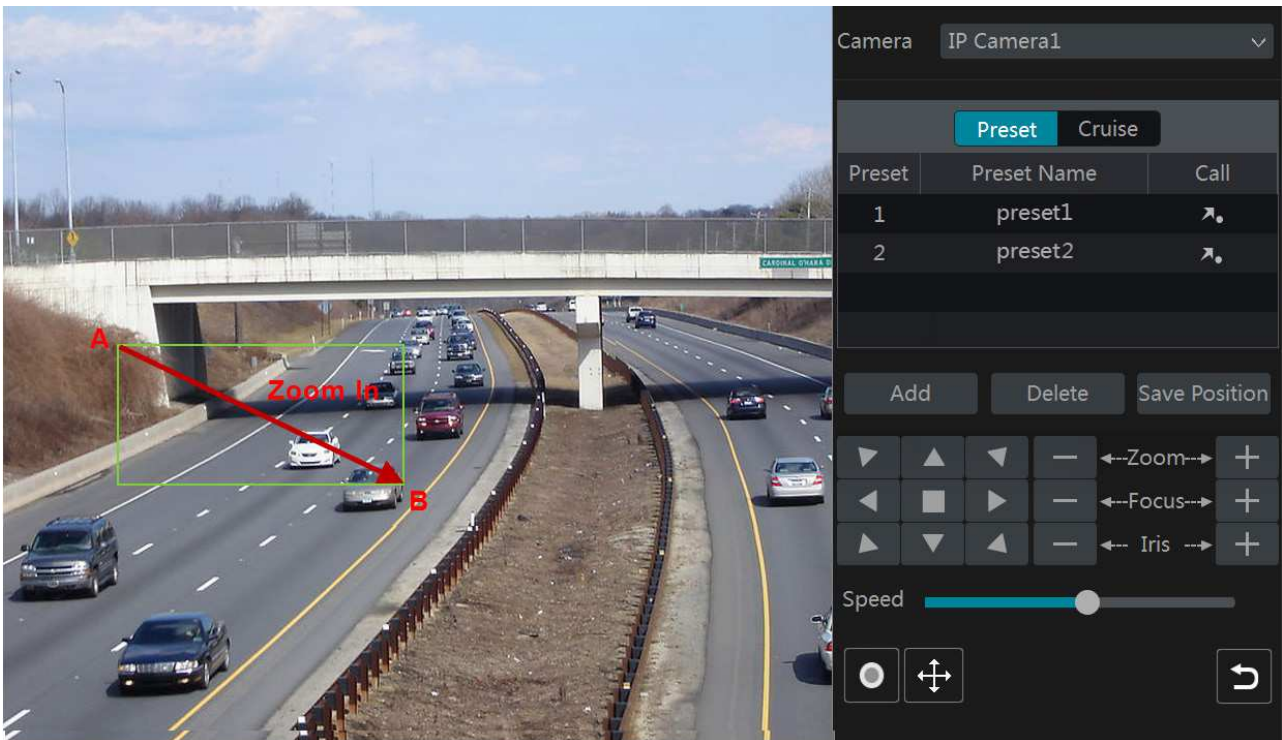 Camera IP Camera1
Preset Cruise
Preset Preset Name Call
1 preset1
2 preset2
CARDINAL O'HARA
A
Zoom In
B
Add Delete Save Position
Zoom
Focus
Iris
Speed